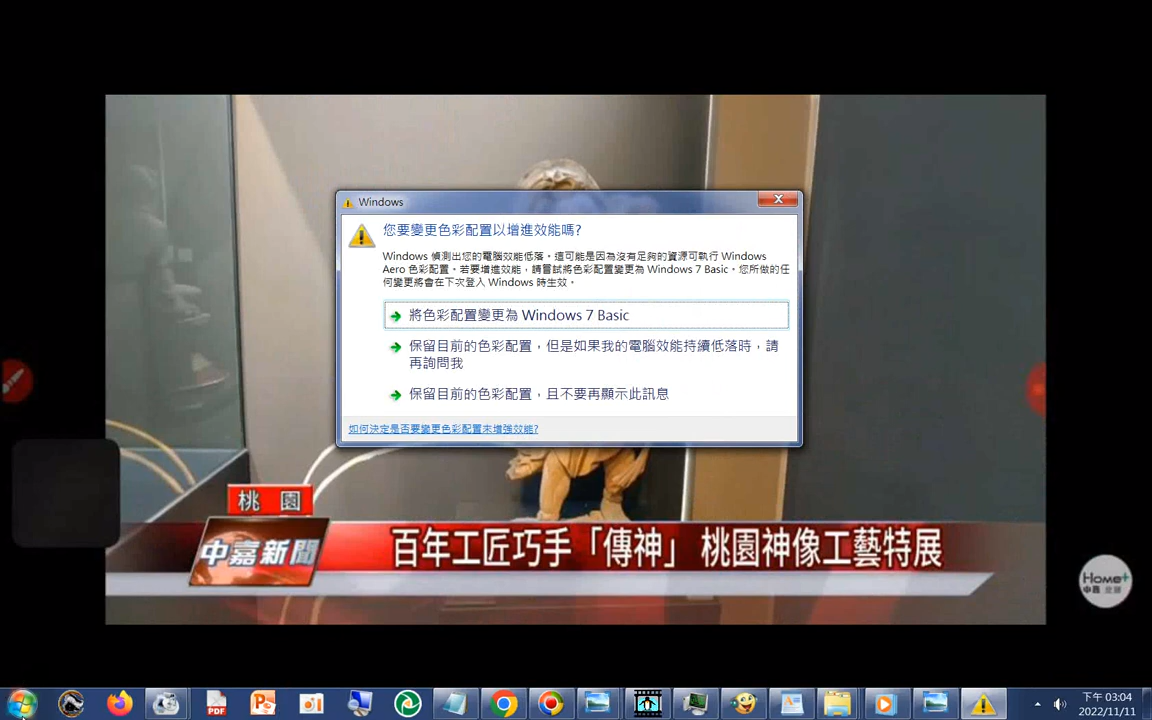 Windows
您要變更色彩配置以增進效能嗎?
Windows 偵測出您的電腦效能低落。這可能是因為沒有足夠的資源可執行 Windows
Aero 色彩配置。若要增進效能，請嘗試將色彩配置變更為 Windows 7 Basic。您所做的任
何變更將會在下次登入 Windows 時生效。
將色彩配置變更為 Windows 7 Basic
保留目前的色彩配置，但是如果我的電腦效能持續低落時，請
再詢問我
保留目前的色彩配置，且不要再顯示此訊息
如何決定是否要變更色彩配置來增強效能?
桃園
中嘉新聞
百年工匠巧手「傳神」 桃園神像工藝特展
Home+
中嘉
PDF
下午 03:04
2022/11/11